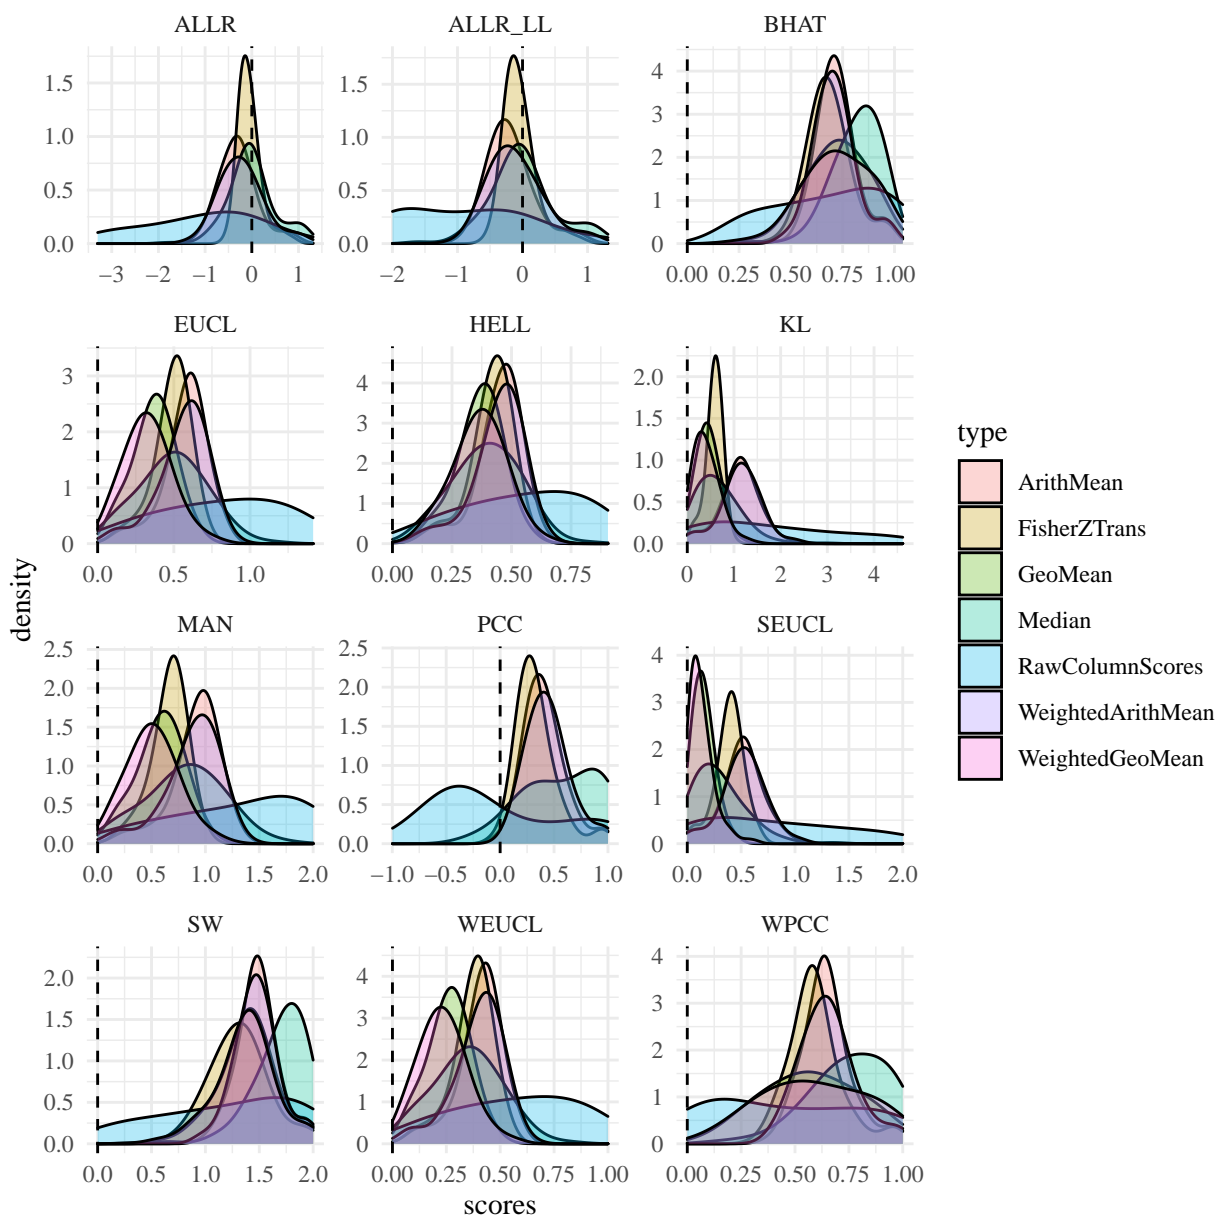 ALLR ALLR_LL BHAT
0.0 0.5 1.0 1.5
−3 −2 −1 0 1
0.0 0.5 1.0 1.5
−2 −1 0 1
0 1 2 3 4
0.00 0.25 0.50 0.75 1.00
EUCL HELL KL
0 1 2 3
0.0 0.5 1.0
0 1 2 3 4
0.00 0.25 0.50 0.75
0.0 0.5 1.0 1.5 2.0
0 1 2 3 4
MAN PCC SEUCL
0.0 0.5 1.0 1.5 2.0 2.5
0.0 0.5 1.0 1.5 2.0
0.0 0.5 1.0 1.5 2.0 2.5
−1.0 −0.5 0.0 0.5 1.0
0 1 2 3 4
0.0 0.5 1.0 1.5 2.0
SW WEUCL WPCC
0.0 0.5 1.0 1.5 2.0
0.0 0.5 1.0 1.5 2.0
0 1 2 3 4
0.00 0.25 0.50 0.75 1.00
0 1 2 3 4
0.00 0.25 0.50 0.75 1.00
scores
density
type
ArithMean
FisherZTrans
GeoMean
Median
RawColumnScores
WeightedArithMean
WeightedGeoMean